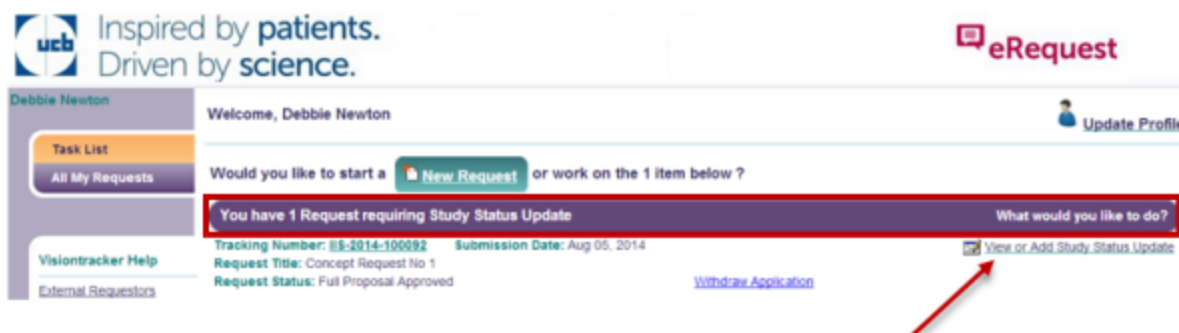 ucb
Inspired by patients.
Driven by science.
eRequest
Debbie Newton
Welcome, Debbie Newton
Update Profile
Task List
All My Requests
Would you like to start a New Request or work on the 1 item below ?
You have 1 Request requiring Study Status Update What would you like to do?
Tracking Number: IIS-2014-100092 Submission Date: Aug 05, 2014 View or Add Study Status Update
Request Title: Concept Request No 1
Request Status: Full Proposal Approved Withdraw Application
Visiontracker Help
External Requestors